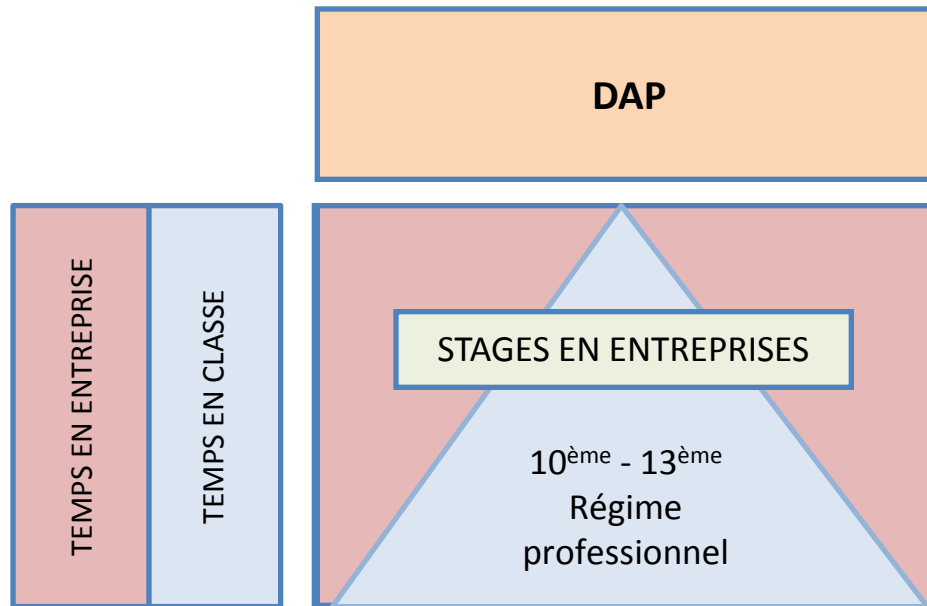 DAP
TEMPS EN ENTREPRISE
TEMPS EN CLASSE
STAGES EN ENTREPRISES
10ème - 13ème
Régime
professionnel